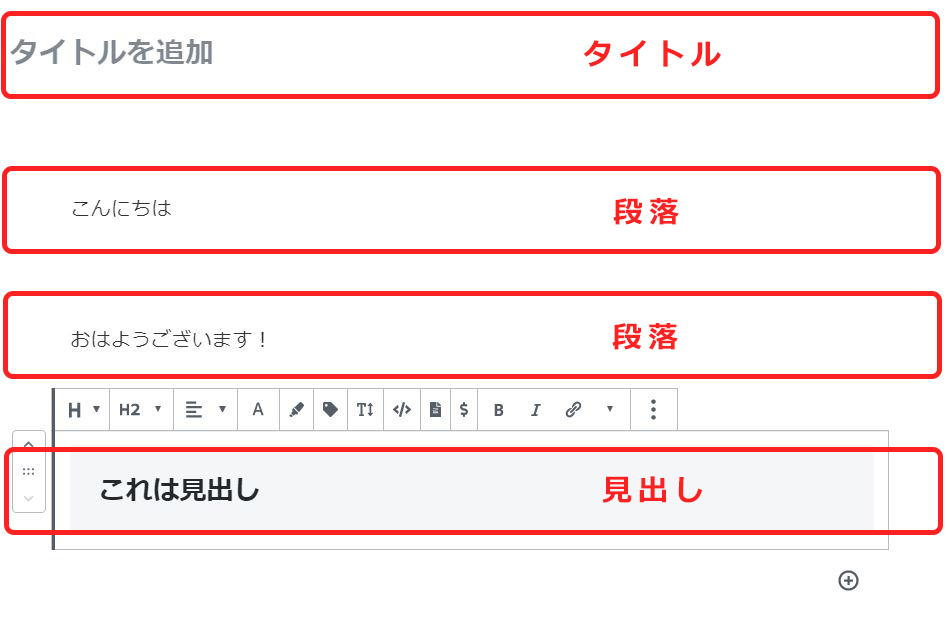 タイトルを追加 タイトル
こんにちは 段落
おはようございます！ 段落
H H2 A T </> $ B I
これは見出し 見出し